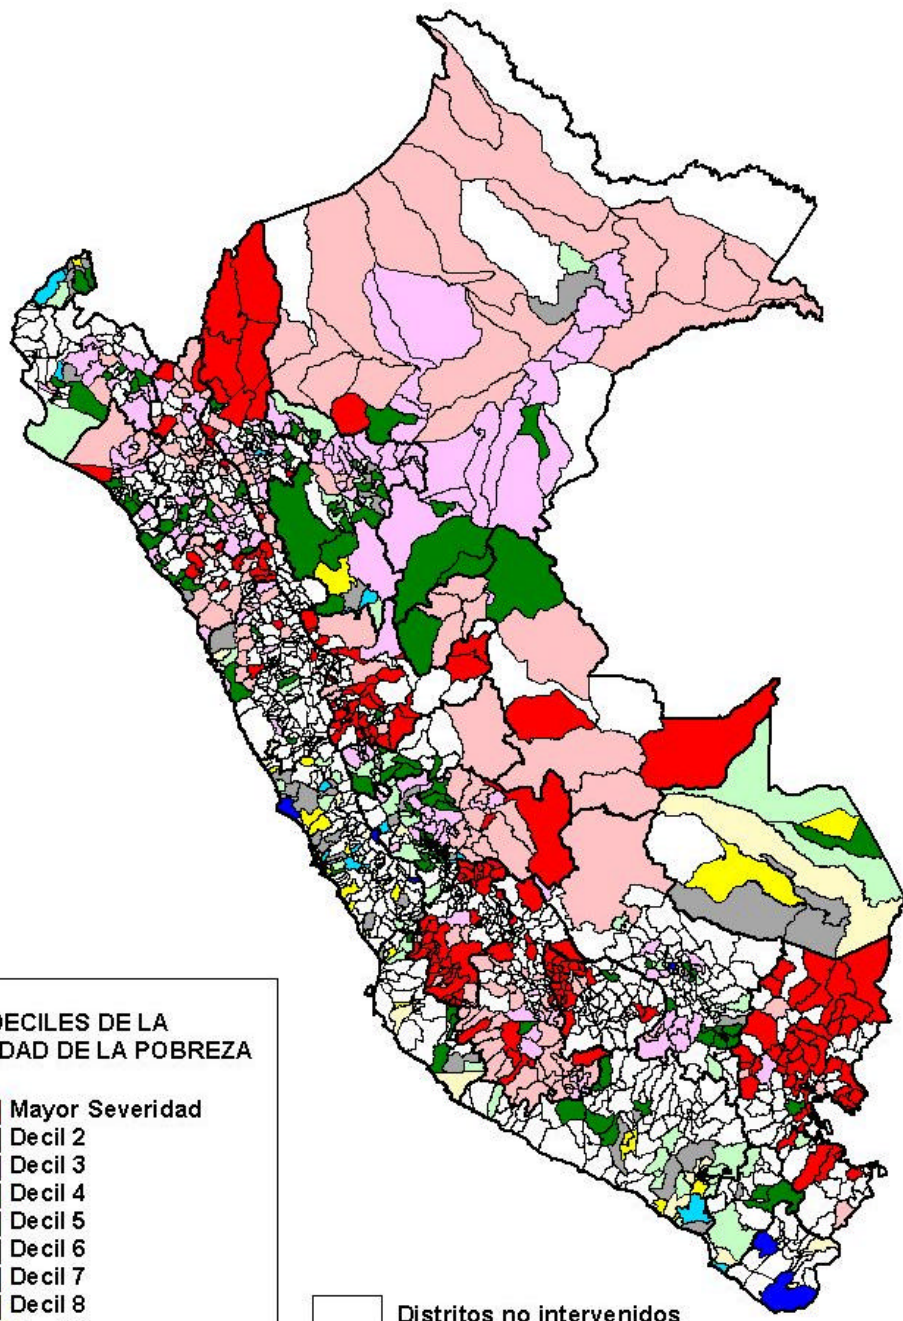 DECILES DE LA
DAD DE LA POBREZA
Mayor Severidad
Decil 2
Decil 3
Decil 4
Decil 5
Decil 6
Decil 7
Decil 8
Distritos no intervenidos